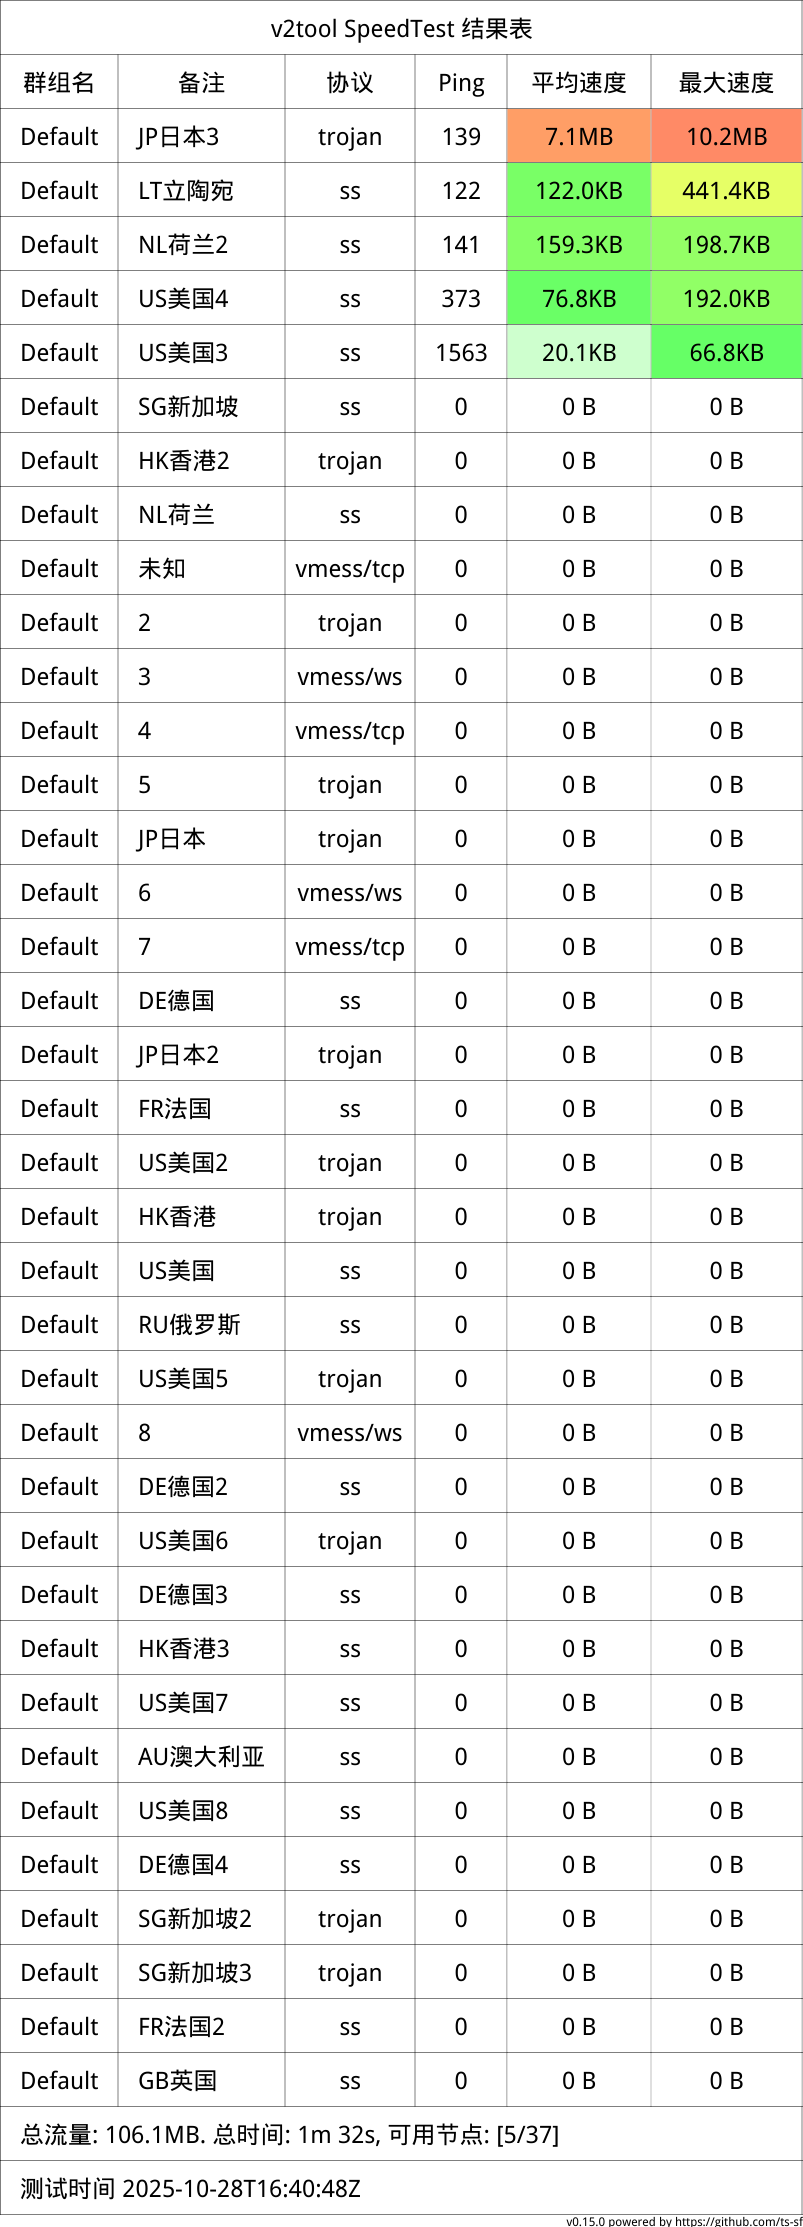 v2tool SpeedTest 结果表
群组名 备注 协议 Ping 平均速度 最大速度
Default JP日本3 trojan 139 7.1MB 10.2MB
Default LT立陶宛 ss 122 122.0KB 441.4KB
Default NL荷兰2 ss 141 159.3KB 198.7KB
Default US美国4 ss 373 76.8KB 192.0KB
Default US美国3 ss 1563 20.1KB 66.8KB
Default SG新加坡 ss 0 0 B 0 B
Default HK香港2 trojan 0 0 B 0 B
Default NL荷兰 ss 0 0 B 0 B
Default 未知 vmess/tcp 0 0 B 0 B
Default 2 trojan 0 0 B 0 B
Default 3 vmess/ws 0 0 B 0 B
Default 4 vmess/tcp 0 0 B 0 B
Default 5 trojan 0 0 B 0 B
Default JP日本 trojan 0 0 B 0 B
Default 6 vmess/ws 0 0 B 0 B
Default 7 vmess/tcp 0 0 B 0 B
Default DE德国 ss 0 0 B 0 B
Default JP日本2 trojan 0 0 B 0 B
Default FR法国 ss 0 0 B 0 B
Default US美国2 trojan 0 0 B 0 B
Default HK香港 trojan 0 0 B 0 B
Default US美国 ss 0 0 B 0 B
Default RU俄罗斯 ss 0 0 B 0 B
Default US美国5 trojan 0 0 B 0 B
Default 8 vmess/ws 0 0 B 0 B
Default DE德国2 ss 0 0 B 0 B
Default US美国6 trojan 0 0 B 0 B
Default DE德国3 ss 0 0 B 0 B
Default HK香港3 ss 0 0 B 0 B
Default US美国7 ss 0 0 B 0 B
Default AU澳大利亚 ss 0 0 B 0 B
Default US美国8 ss 0 0 B 0 B
Default DE德国4 ss 0 0 B 0 B
Default SG新加坡2 trojan 0 0 B 0 B
Default SG新加坡3 trojan 0 0 B 0 B
Default FR法国2 ss 0 0 B 0 B
Default GB英国 ss 0 0 B 0 B
总流量: 106.1MB. 总时间: 1m 32s, 可用节点: [5/37]
测试时间 2025-10-28T16:40:48Z
v0.15.0 powered by https://github.com/ts-sf